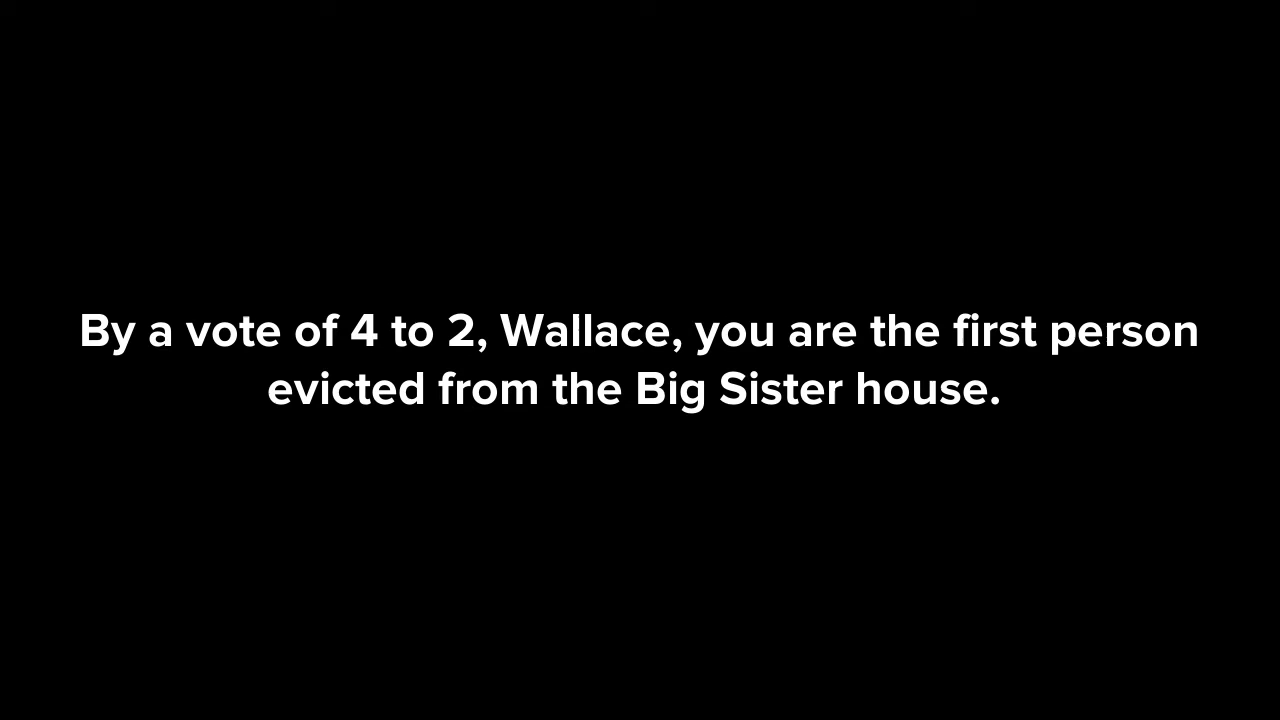 By a vote of 4 to 2, Wallace, you are the first person
evicted from the Big Sister house.